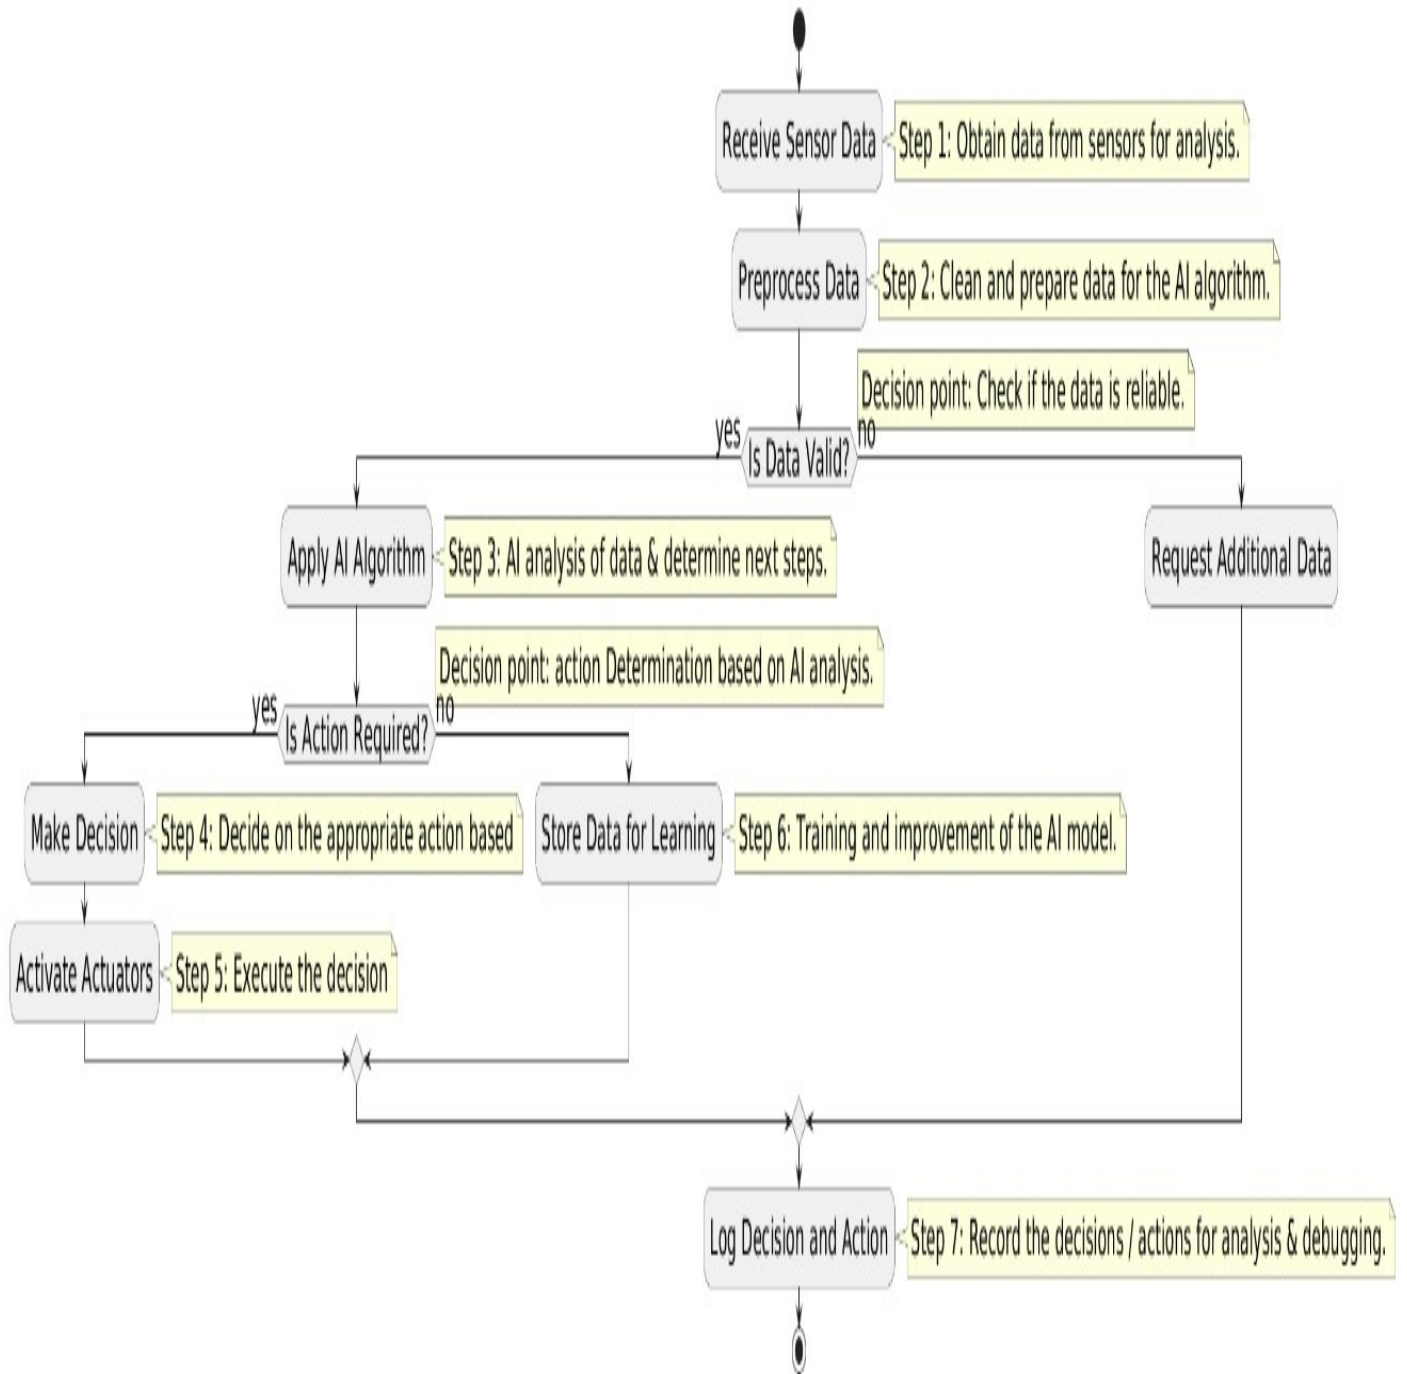 Receive Sensor Data
Step 1: Obtain data from sensors for analysis.
Preprocess Data
Step 2: Clean and prepare data for the AI algorithm.
Decision point: Check if the data is reliable.
yes
Is Data Valid?
no
Apply AI Algorithm
Step 3: AI analysis of data & determine next steps.
Request Additional Data
Decision point: action Determination based on AI analysis.
yes
Is Action Required?
no
Make Decision
Step 4: Decide on the appropriate action based
Store Data for Learning
Step 6: Training and improvement of the AI model.
Activate Actuators
Step 5: Execute the decision
Log Decision and Action
Step 7: Record the decisions / actions for analysis & debugging.